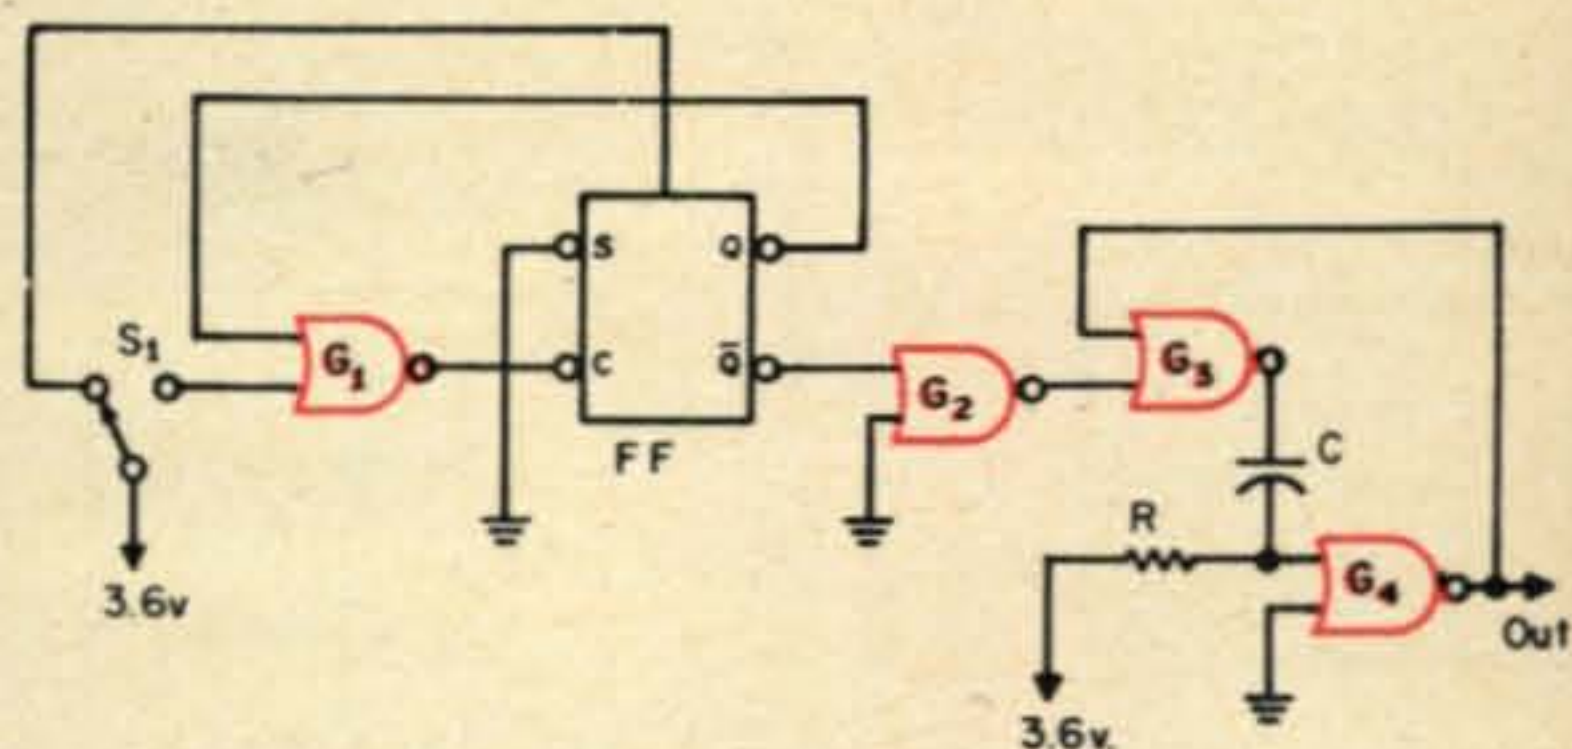 S Q
S₁
G₁ C Q̄ G₂ G₃
FF
C
R
3.6v
G₄
Out
3.6v.